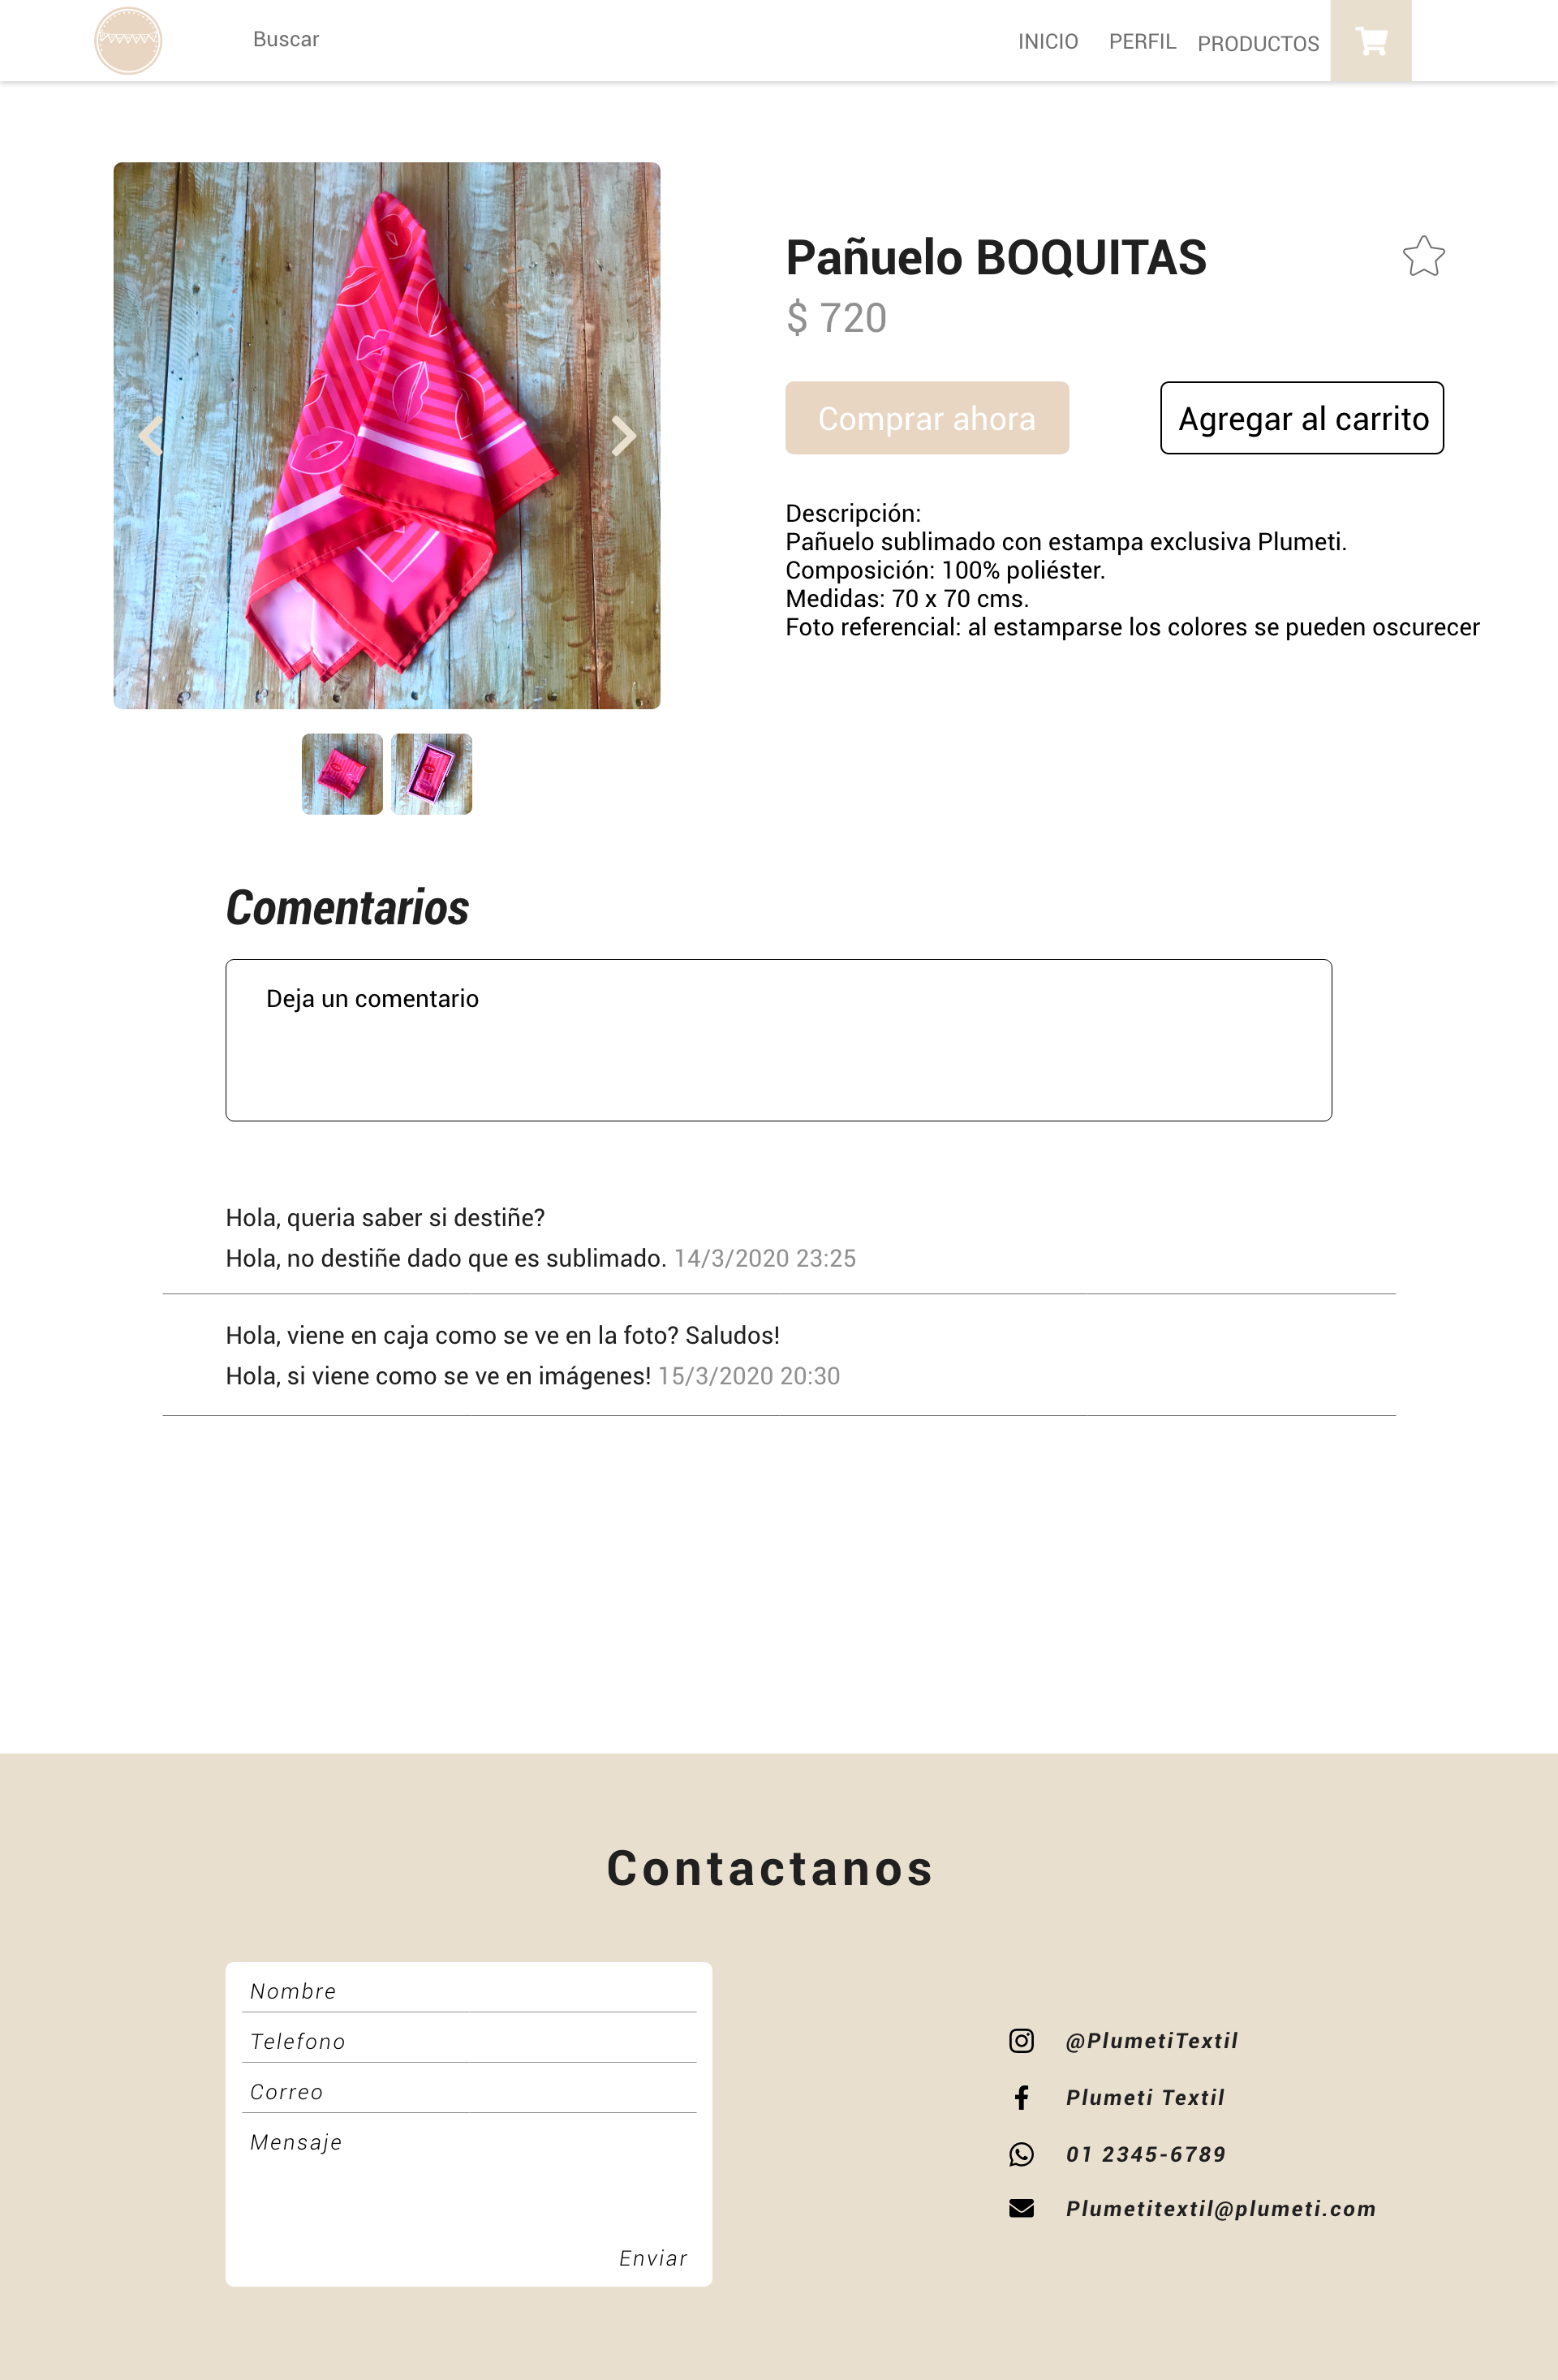 Buscar
INICIO
PERFIL
PRODUCTOS
Pañuelo BOQUITAS
$ 720
Comprar ahora
Agregar al carrito
Descripción:
Pañuelo sublimado con estampa exclusiva Plumeti.
Composición: 100% poliéster.
Medidas: 70 x 70 cms.
Foto referencial: al estamparse los colores se pueden oscurecer
Comentarios
Deja un comentario
Hola, queria saber si destiñe?
Hola, no destiñe dado que es sublimado. 14/3/2020 23:25
Hola, viene en caja como se ve en la foto? Saludos!
Hola, si viene como se ve en imágenes! 15/3/2020 20:30
Contactanos
Nombre
Telefono
Correo
Mensaje
Enviar
@PlumetiTextil
Plumeti Textil
01 2345-6789
Plumetitextil@plumeti.com